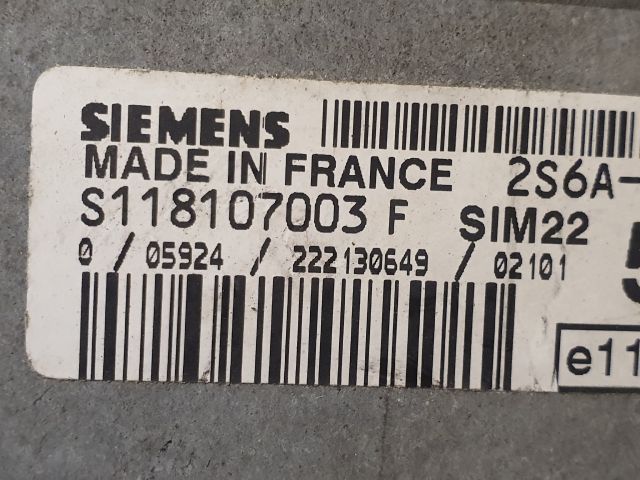 SIEMENS
MADE IN FRANCE 2S6A-
S118107003 F SIM22
0 / 05924 / 222130649 / 02101
e11